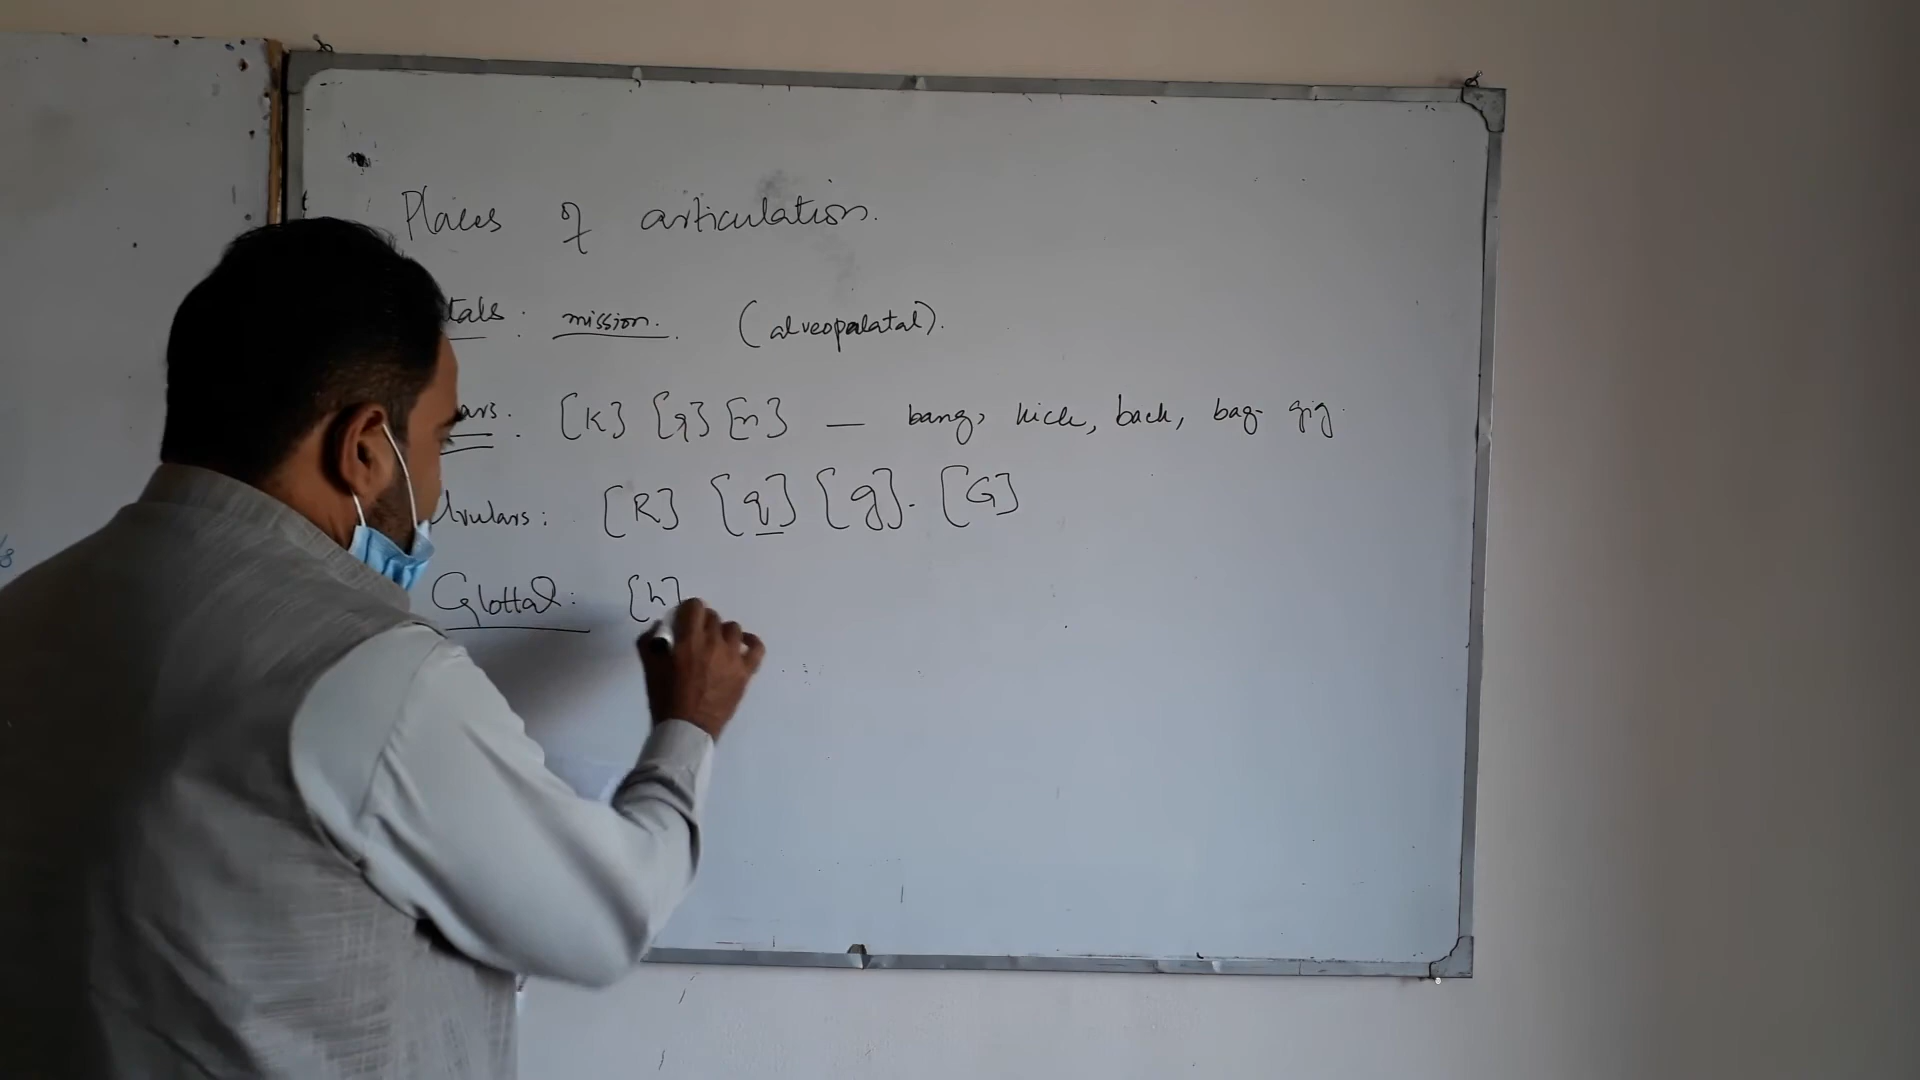 Places of articulation.
tals: mission. (alveopalatal).
ars: [K] [g] [n] — bang, kick, back, bag- gig.
Uvulars: [R] [q] [g]. [G]
Glottal: [h]